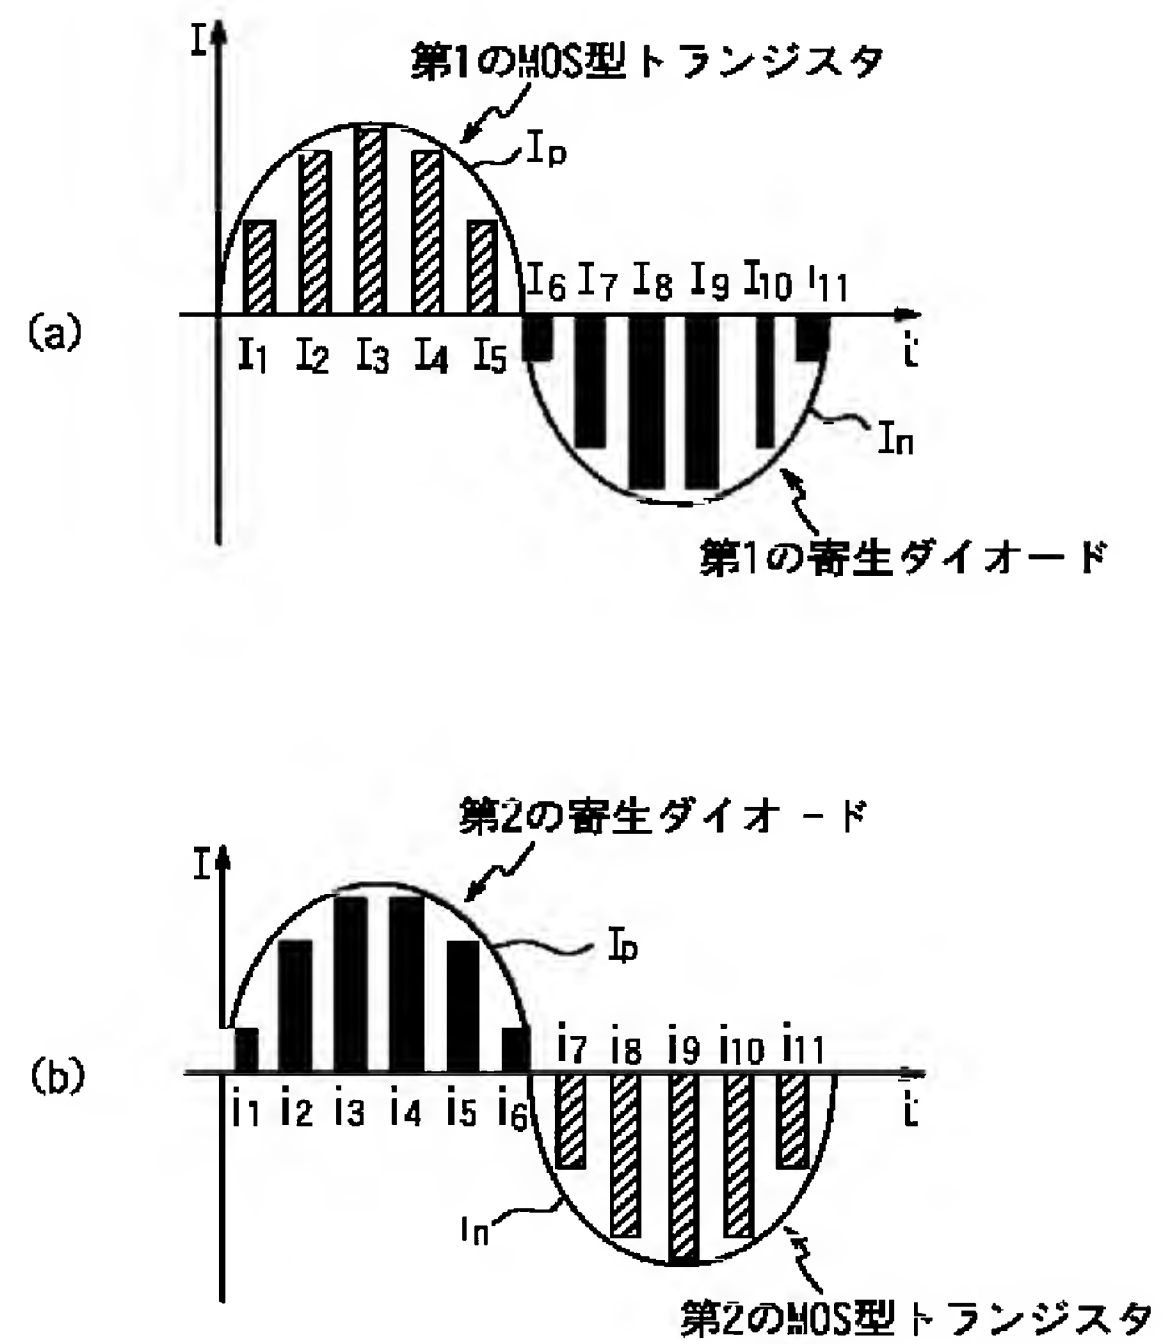 I
第1のMOS型トランジスタ
Ip
I6 I7 I8 I9 I10 I11
(a)
I1 I2 I3 I4 I5
i
In
第1の寄生ダイオード
第2の寄生ダイオード
I
Ip
i7 i8 i9 i10 i11
(b)
i1 i2 i3 i4 i5 i6
i
In
第2のMOS型トランジスタ